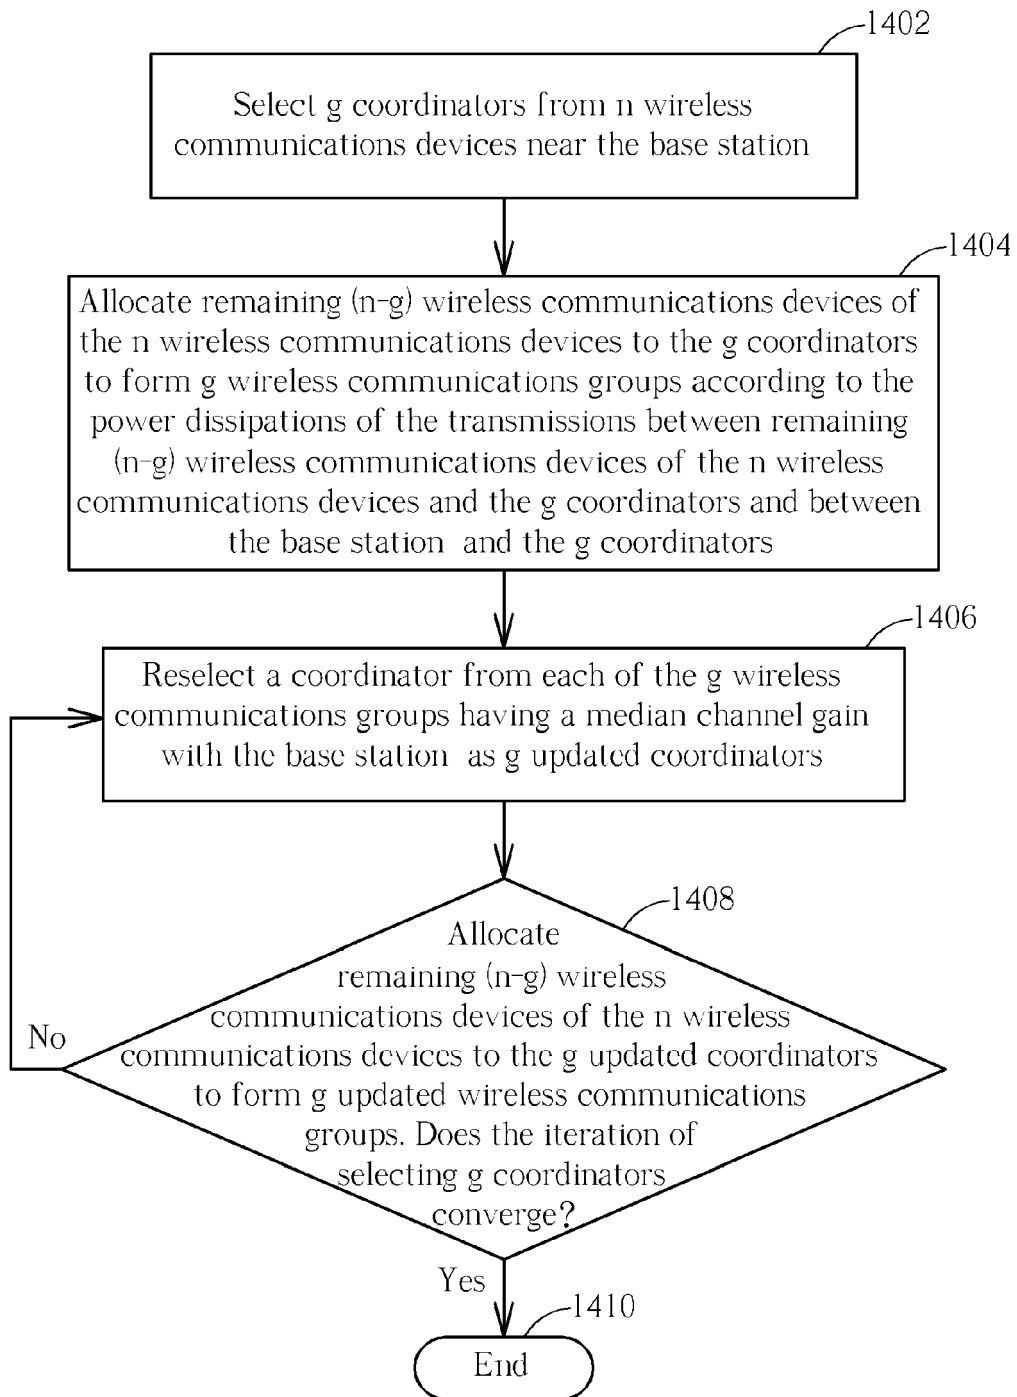 1402
Select g coordinators from n wireless
communications devices near the base station
1404
Allocate remaining (n-g) wireless communications devices of
the n wireless communications devices to the g coordinators
to form g wireless communications groups according to the
power dissipations of the transmissions between remaining
(n-g) wireless communications devices of the n wireless
communications devices and the g coordinators and between
the base station and the g coordinators
1406
Reselect a coordinator from each of the g wireless
communications groups having a median channel gain
with the base station as g updated coordinators
1408
Allocate
remaining (n-g) wireless
communications devices of the n wireless
communications devices to the g updated coordinators
to form g updated wireless communications
groups. Does the iteration of
selecting g coordinators
converge?
No
Yes
1410
End